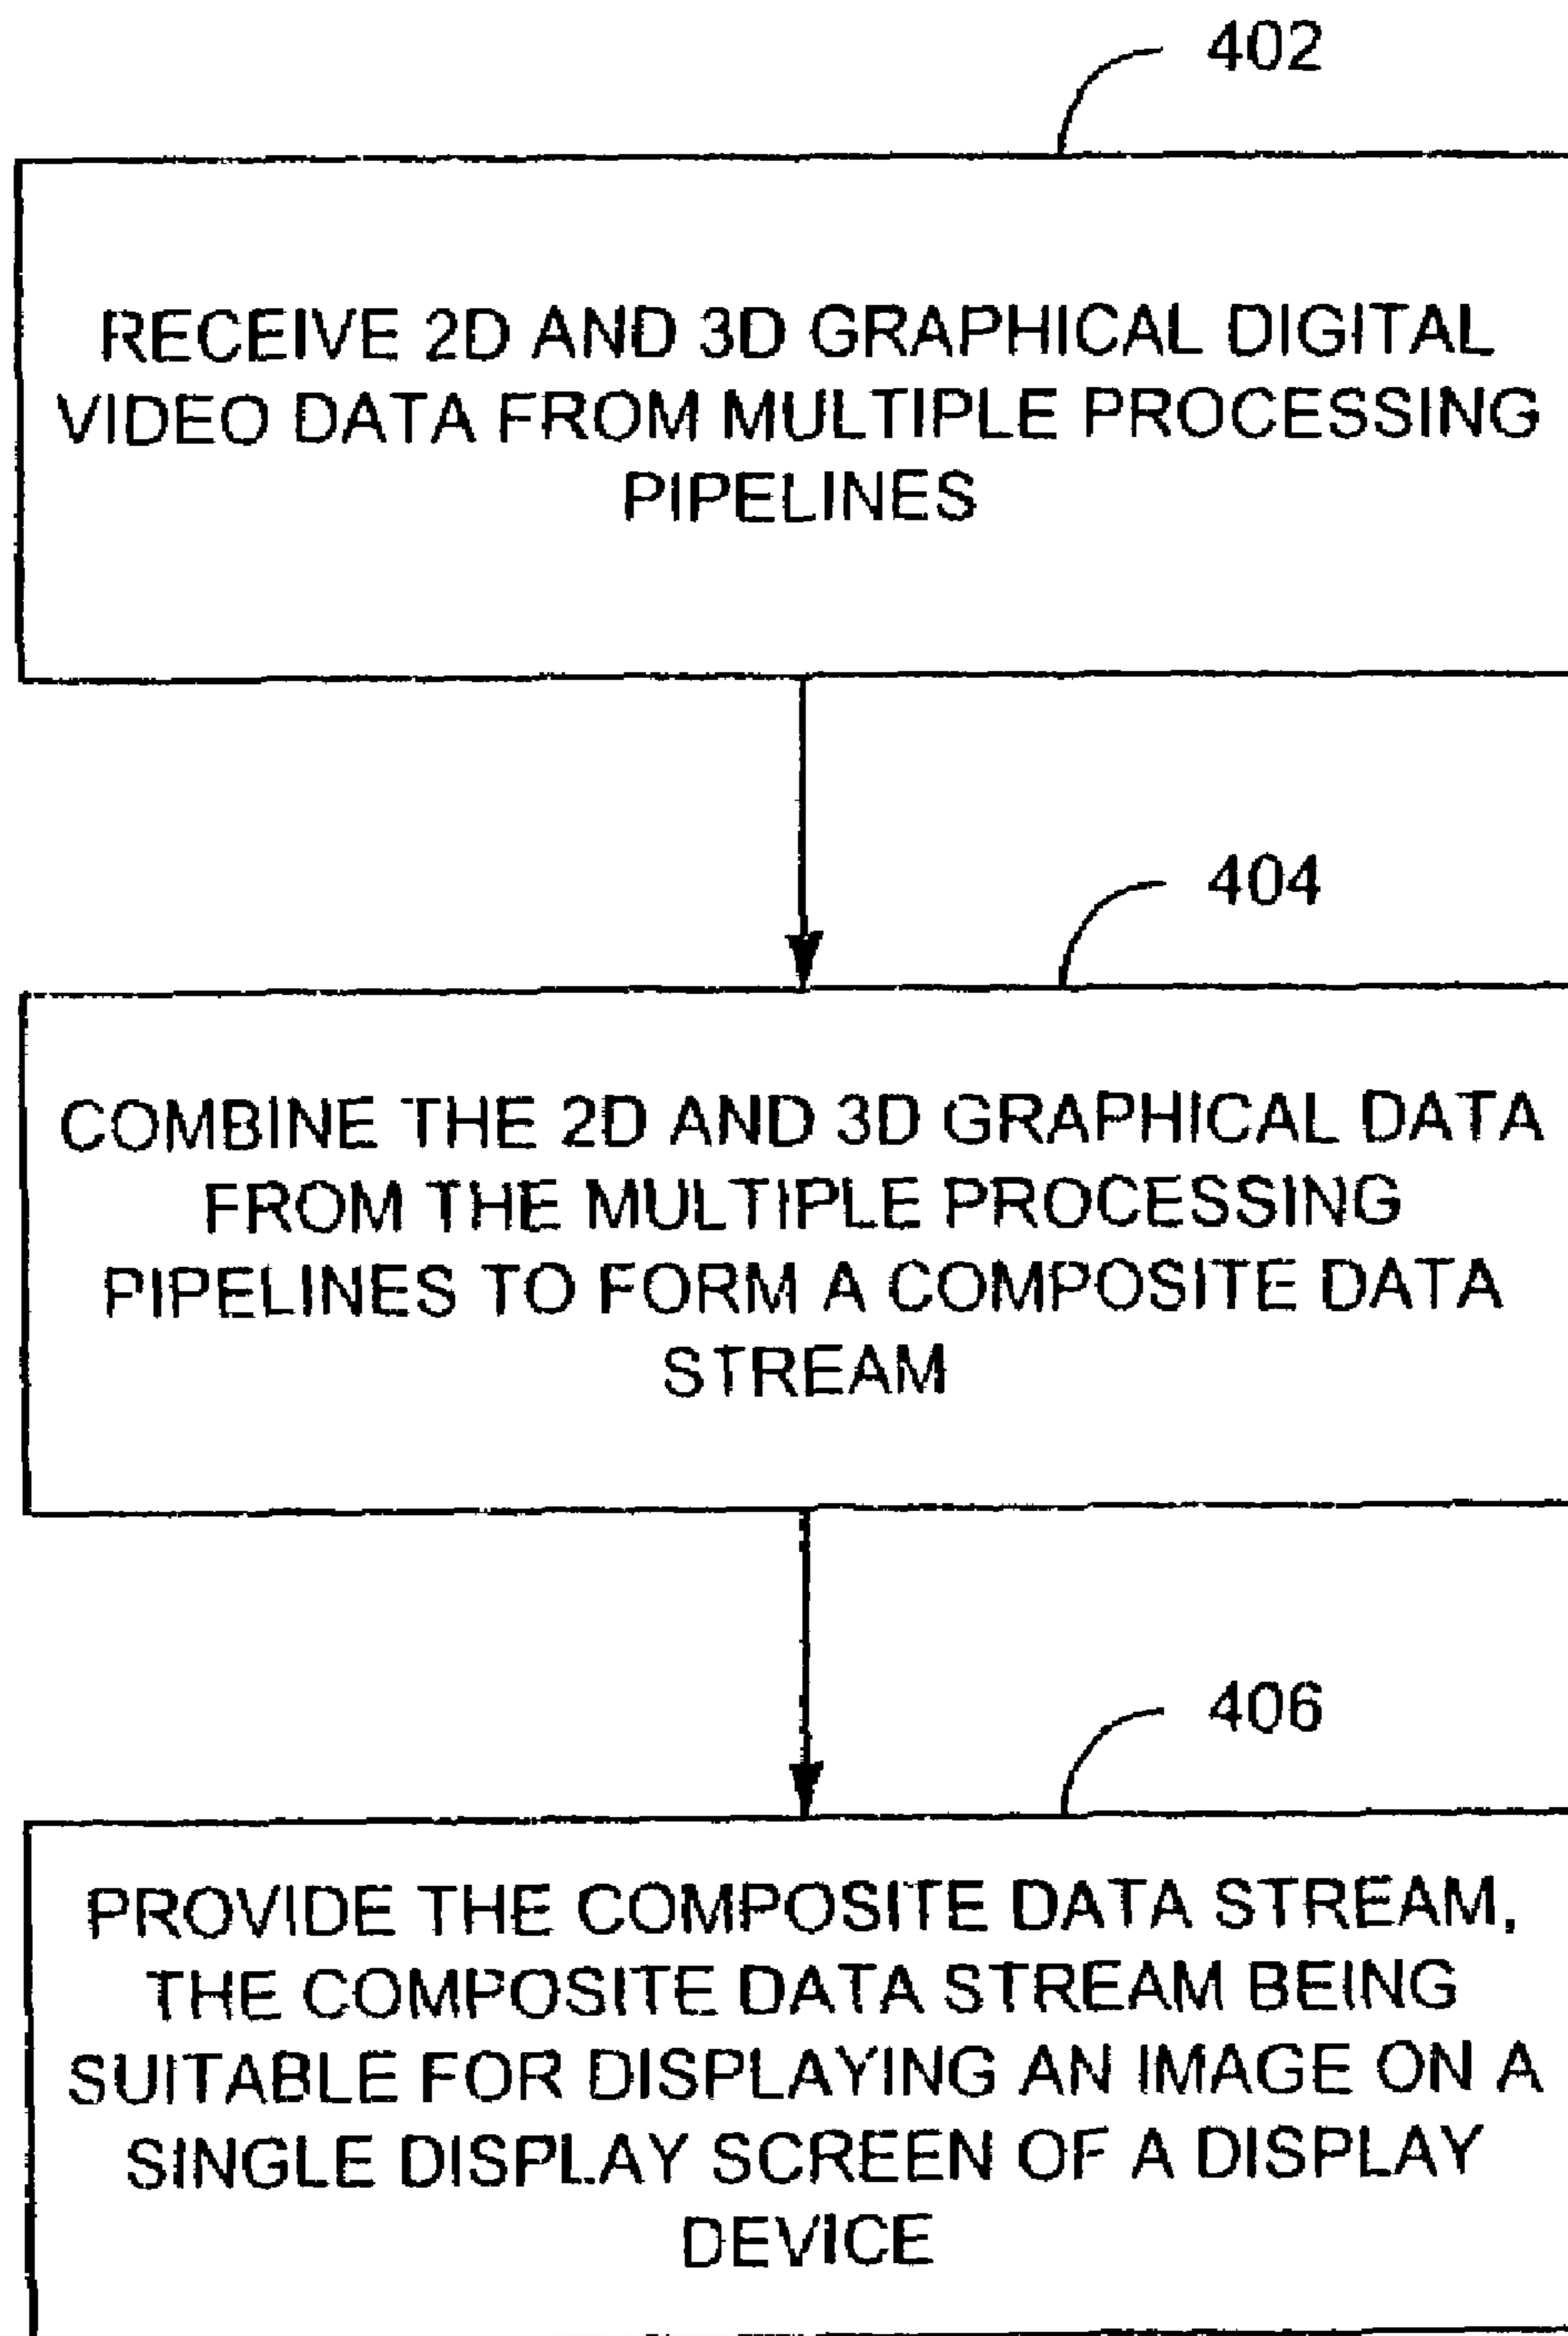 402
RECEIVE 2D AND 3D GRAPHICAL DIGITAL
VIDEO DATA FROM MULTIPLE PROCESSING
PIPELINES
404
COMBINE THE 2D AND 3D GRAPHICAL DATA
FROM THE MULTIPLE PROCESSING
PIPELINES TO FORM A COMPOSITE DATA
STREAM
406
PROVIDE THE COMPOSITE DATA STREAM,
THE COMPOSITE DATA STREAM BEING
SUITABLE FOR DISPLAYING AN IMAGE ON A
SINGLE DISPLAY SCREEN OF A DISPLAY
DEVICE